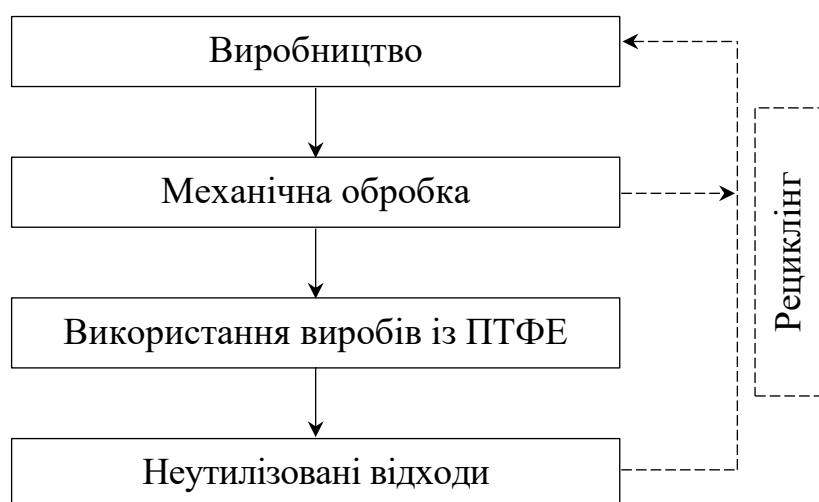 Виробництво
Механічна обробка
Використання виробів із ПТФЕ
Неутилізовані відходи
Рециклінг